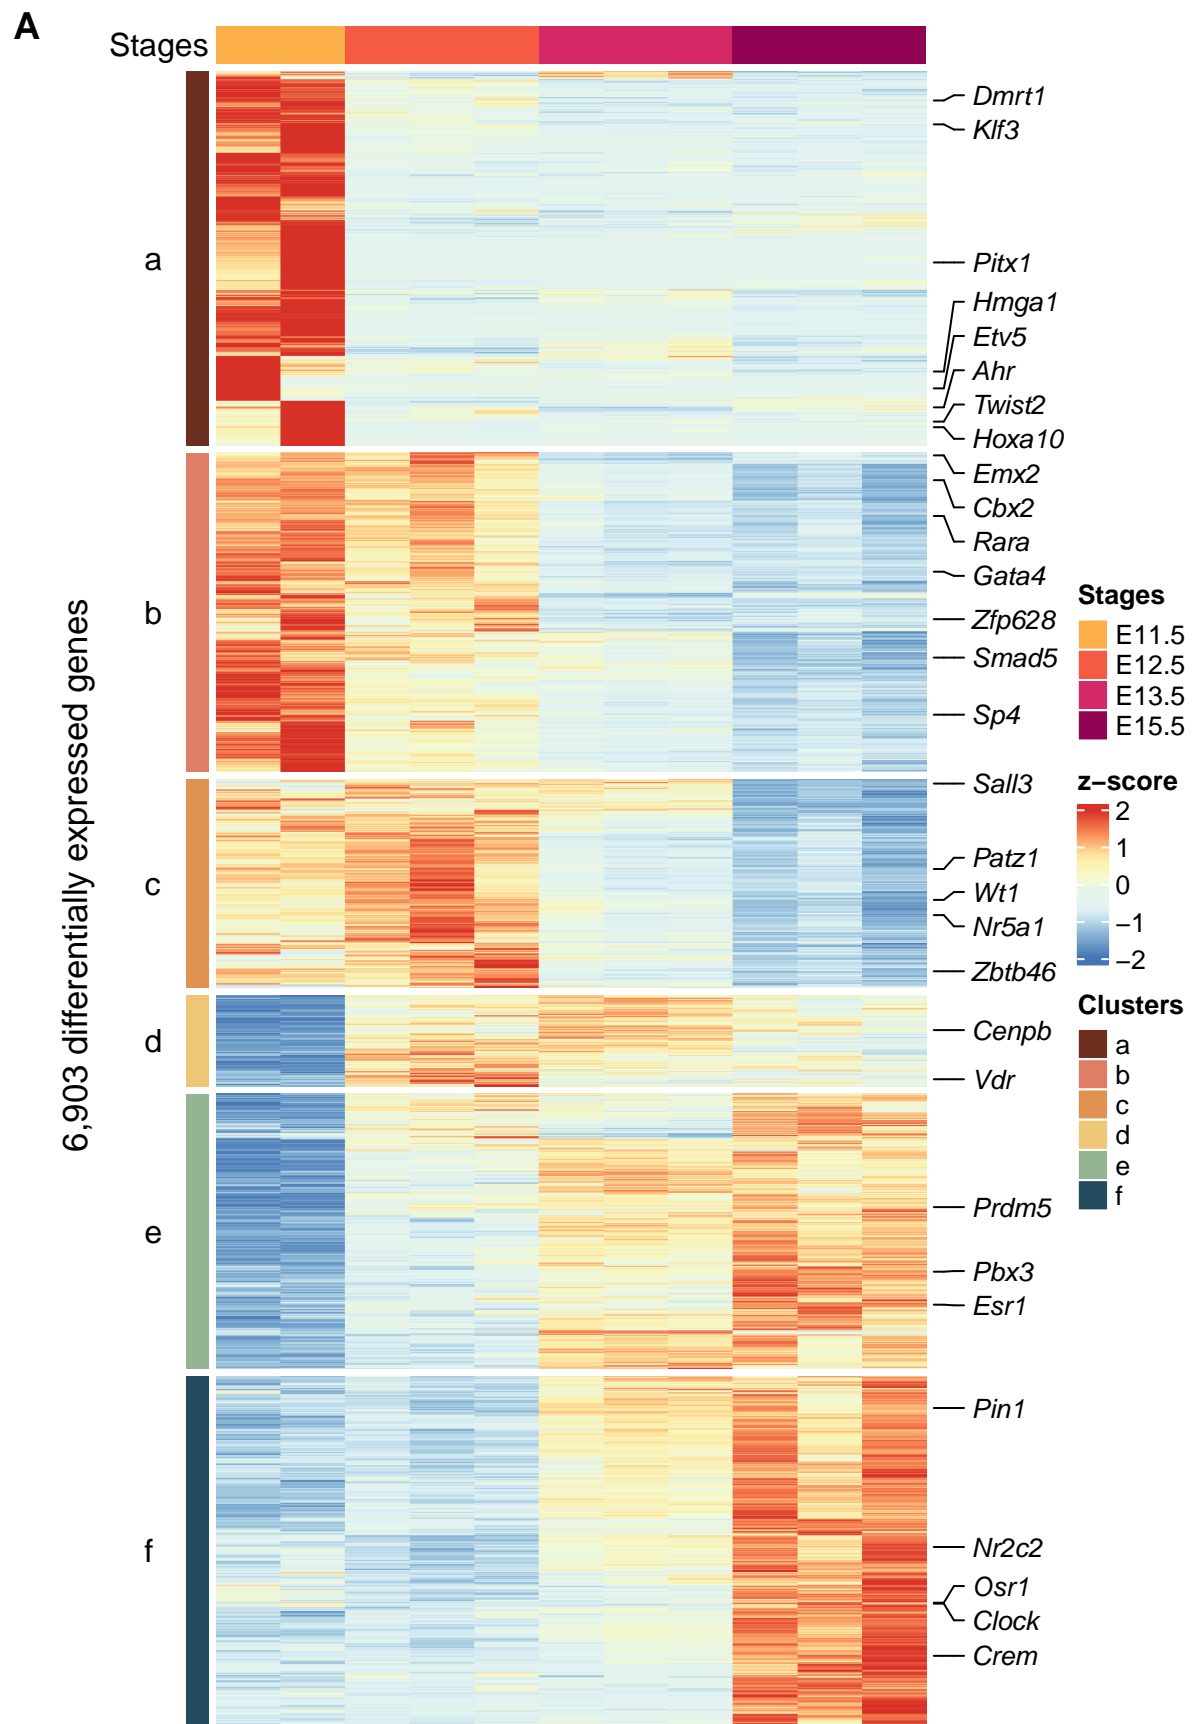 A
Stages
6,903 differentially expressed genes
a
b
c
d
e
f
Dmrt1
Klf3
Pitx1
Hmga1
Etv5
Ahr
Twist2
Hoxa10
Emx2
Cbx2
Rara
Gata4
Zfp628
Smad5
Sp4
Sall3
Patz1
Wt1
Nr5a1
Zbtb46
Cenpb
Vdr
Prdm5
Pbx3
Esr1
Pin1
Nr2c2
Osr1
Clock
Crem
Stages
E11.5
E12.5
E13.5
E15.5
z−score
2
1
0
−1
−2
Clusters
a
b
c
d
e
f